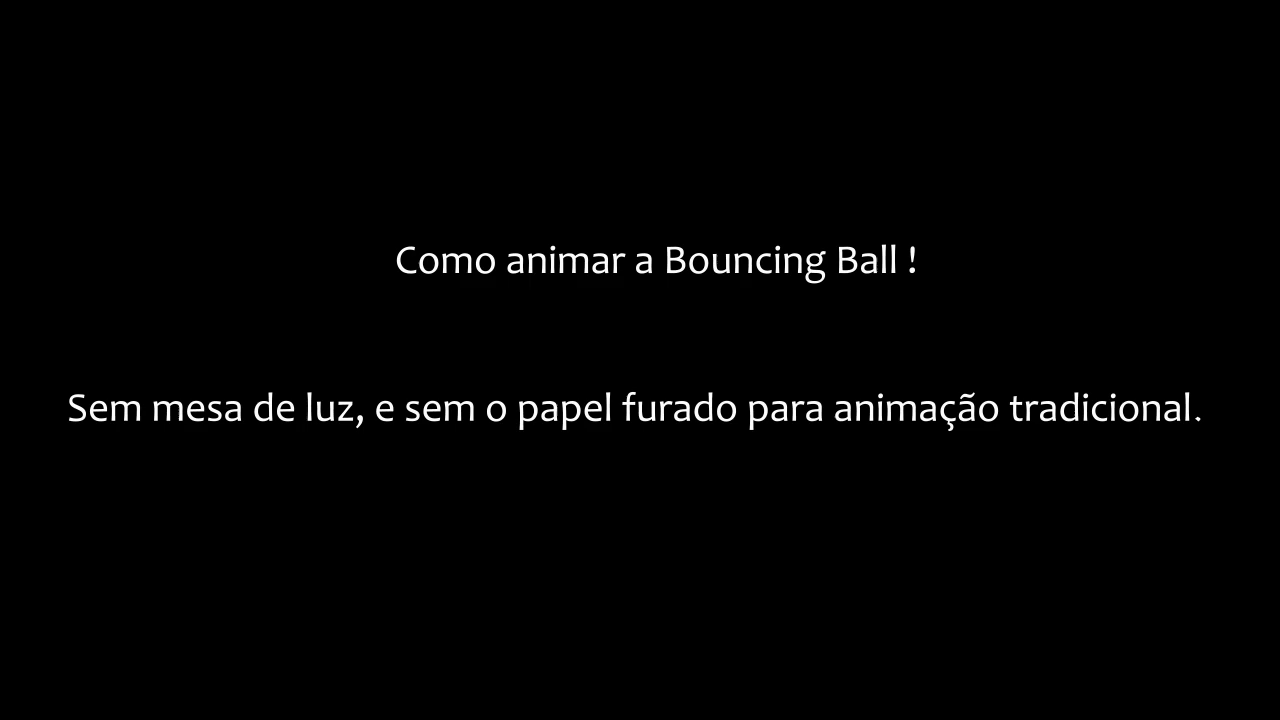 Como animar a Bouncing Ball !
Sem mesa de luz, e sem o papel furado para animação tradicional.